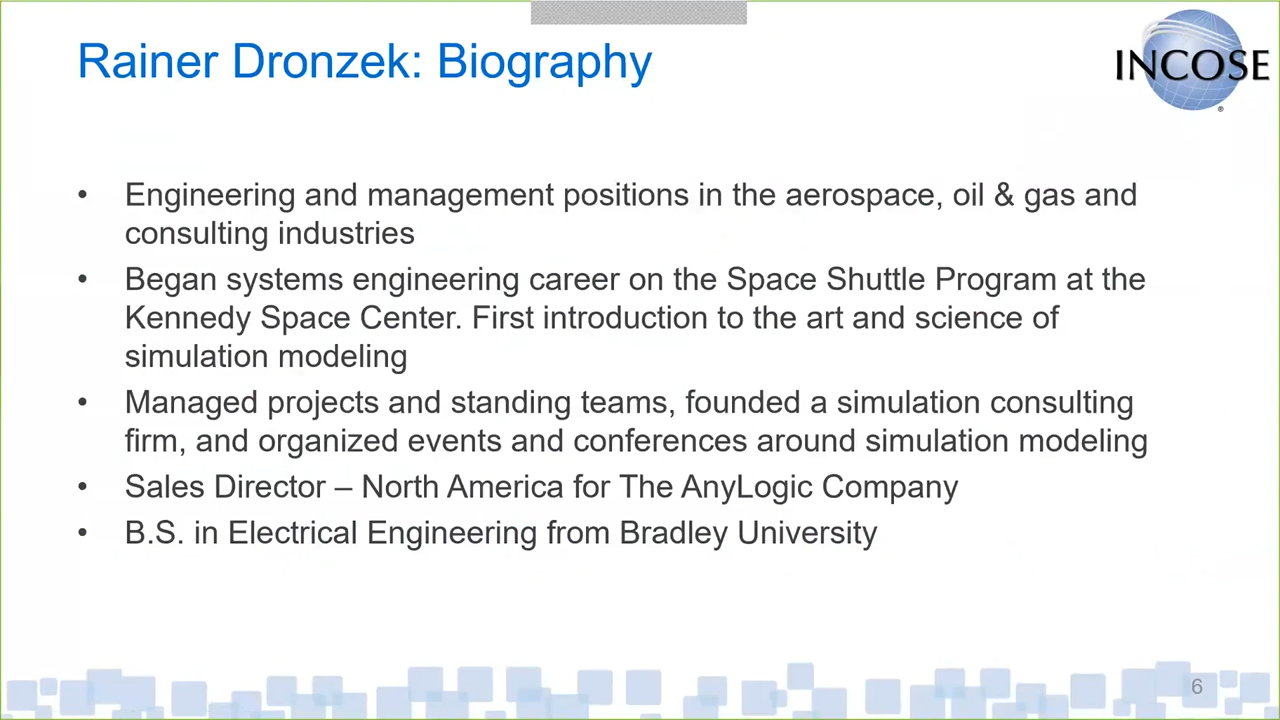 Rainer Dronzek: Biography
INCOSE
®
• Engineering and management positions in the aerospace, oil & gas and
consulting industries
• Began systems engineering career on the Space Shuttle Program at the
Kennedy Space Center. First introduction to the art and science of
simulation modeling
• Managed projects and standing teams, founded a simulation consulting
firm, and organized events and conferences around simulation modeling
• Sales Director – North America for The AnyLogic Company
• B.S. in Electrical Engineering from Bradley University
6